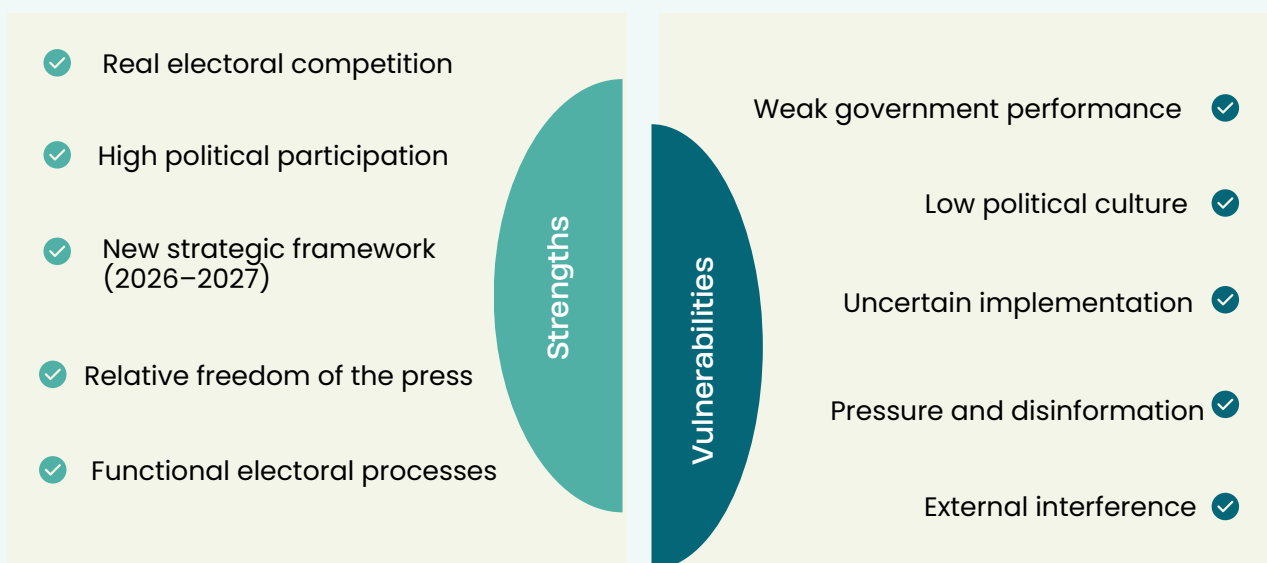 Real electoral competition
High political participation
New strategic framework
(2026–2027)
Relative freedom of the press
Functional electoral processes
Strengths
Vulnerabilities
Weak government performance
Low political culture
Uncertain implementation
Pressure and disinformation
External interference